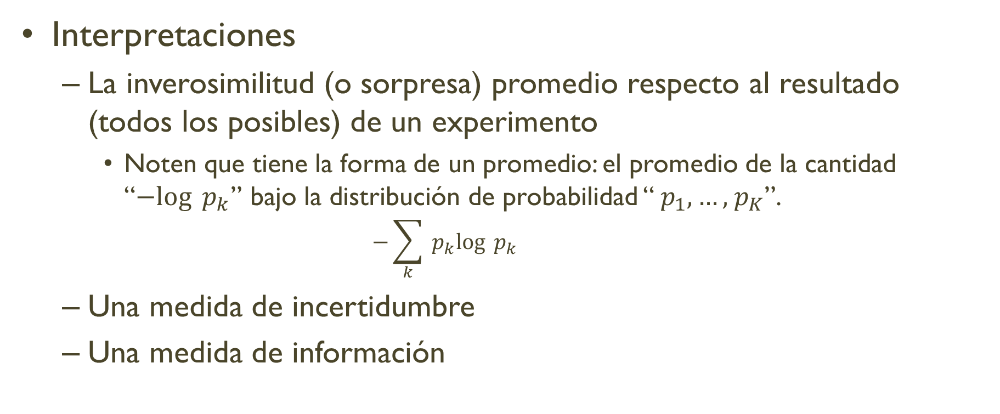 • Interpretaciones
– La inverosimilitud (o sorpresa) promedio respecto al resultado
(todos los posibles) de un experimento
• Noten que tiene la forma de un promedio: el promedio de la cantidad
“−log p_k” bajo la distribución de probabilidad “ p_1, … , p_K”.
− ∑_k p_k log p_k
– Una medida de incertidumbre
– Una medida de información